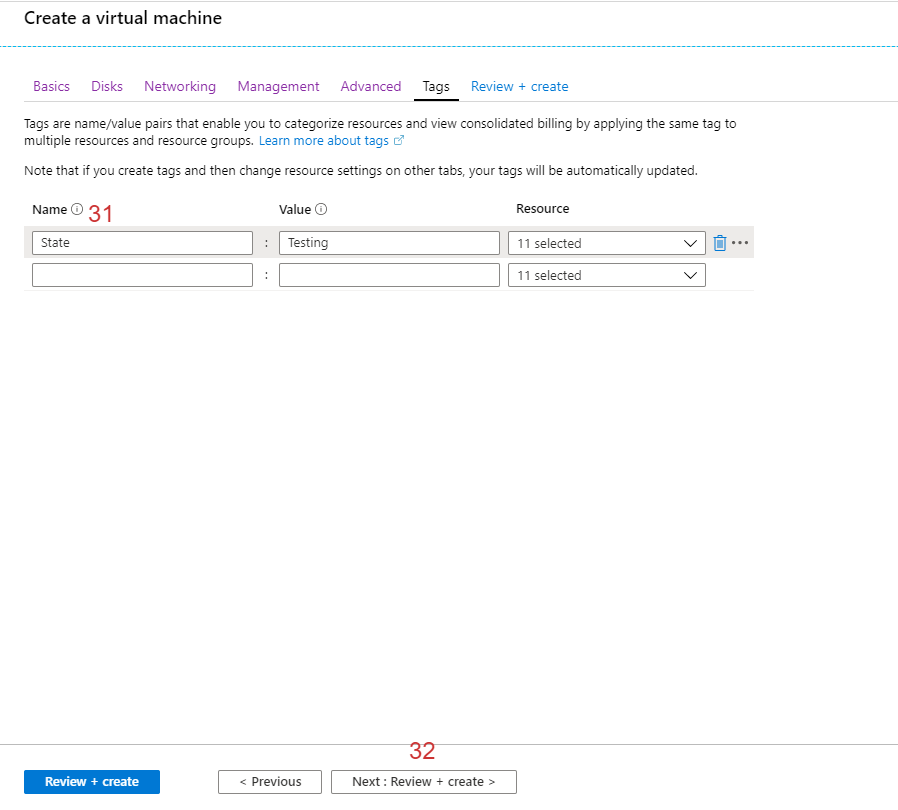 Create a virtual machine
Basics Disks Networking Management Advanced Tags Review + create
Tags are name/value pairs that enable you to categorize resources and view consolidated billing by applying the same tag to
multiple resources and resource groups. Learn more about tags
Note that if you create tags and then change resource settings on other tabs, your tags will be automatically updated.
Name 31 Value Resource
State : Testing 11 selected
: 11 selected
32
Review + create < Previous Next : Review + create >